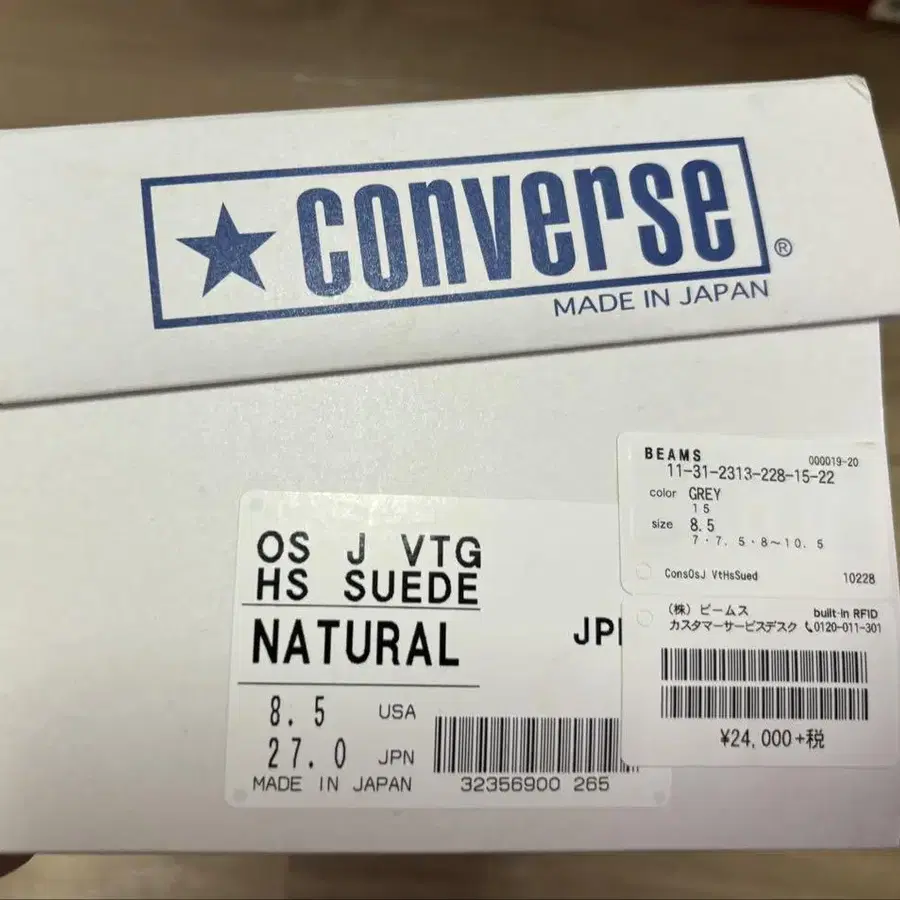 ★ CONVERSE ®
MADE IN JAPAN
BEAMS 000019-20
11-31-2313-228-15-22
color GREY
15
size 8.5
7・7.5・8〜10.5
ConsOsJ VtHsSued 10228
(株) ビームス built-in RFID
カスタマーサービスデスク 0120-011-301
¥24,000+税
OS J VTG
HS SUEDE
NATURAL
8.5 USA
27.0 JPN
MADE IN JAPAN 32356900 265